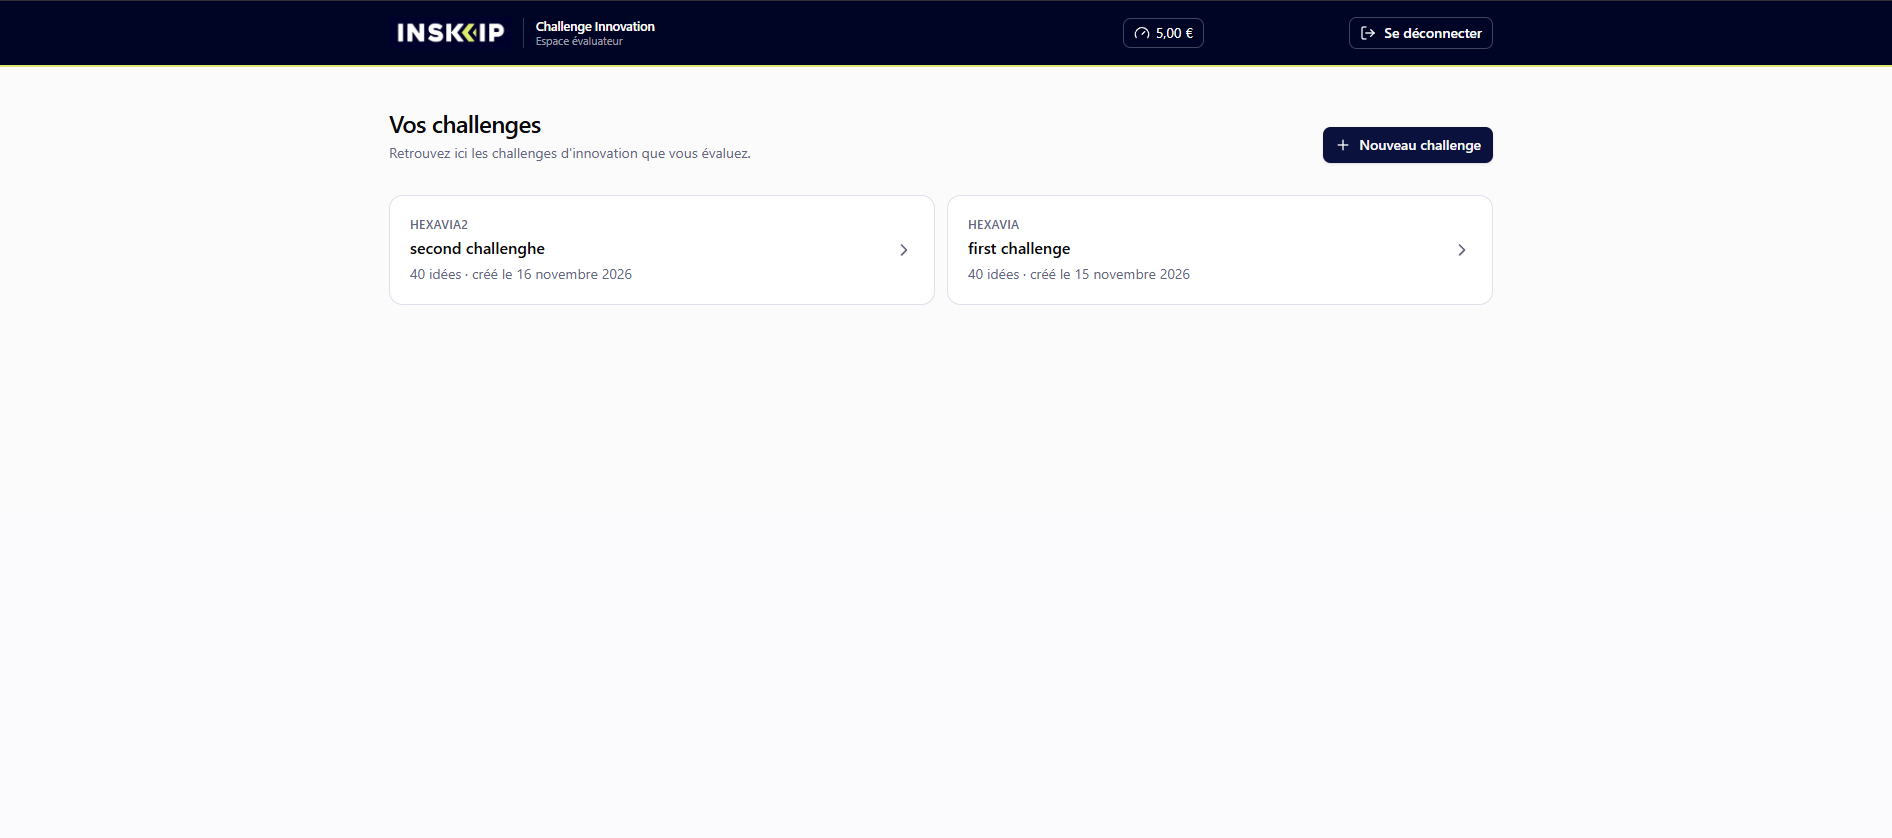 INSKIP
Challenge Innovation
Espace évaluateur
5,00 €
Se déconnecter
Vos challenges
Retrouvez ici les challenges d'innovation que vous évaluez.
Nouveau challenge
HEXAVIA2
second challenghe
40 idées · créé le 16 novembre 2026
HEXAVIA
first challenge
40 idées · créé le 15 novembre 2026